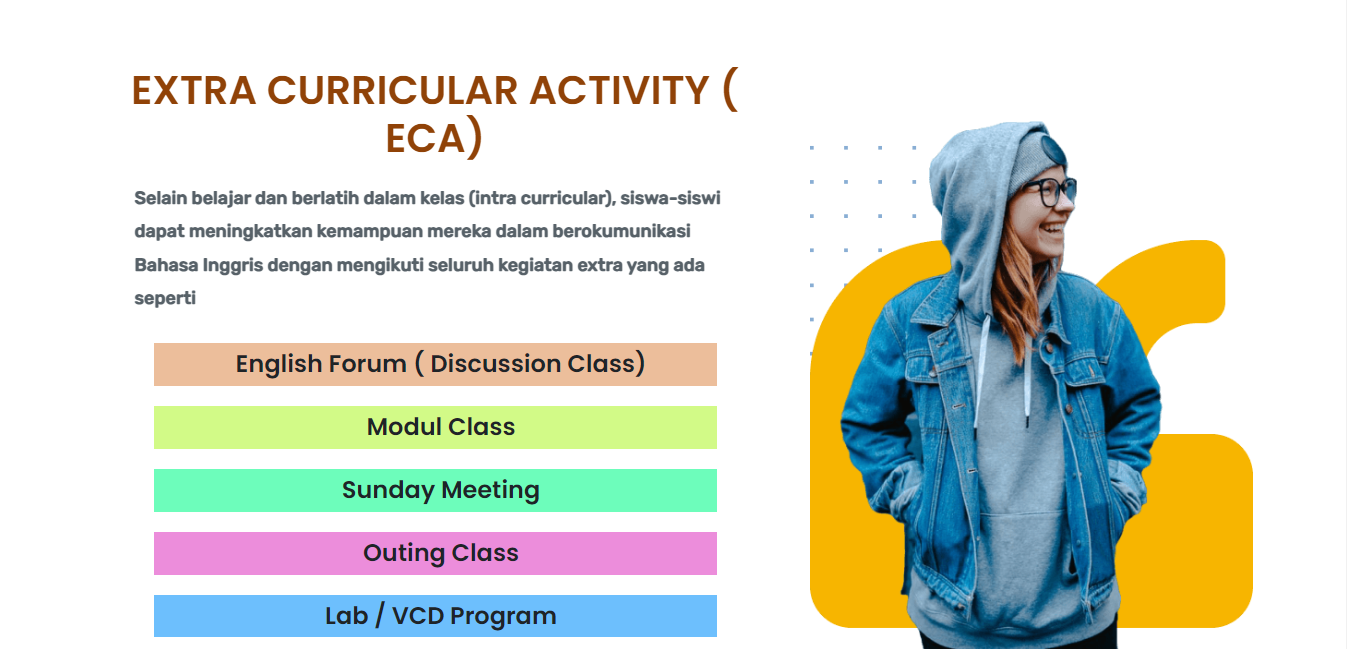 EXTRA CURRICULAR ACTIVITY (
ECA)
Selain belajar dan berlatih dalam kelas (intra curricular), siswa-siswi
dapat meningkatkan kemampuan mereka dalam berokumunikasi
Bahasa Inggris dengan mengikuti seluruh kegiatan extra yang ada
seperti
English Forum ( Discussion Class)
Modul Class
Sunday Meeting
Outing Class
Lab / VCD Program